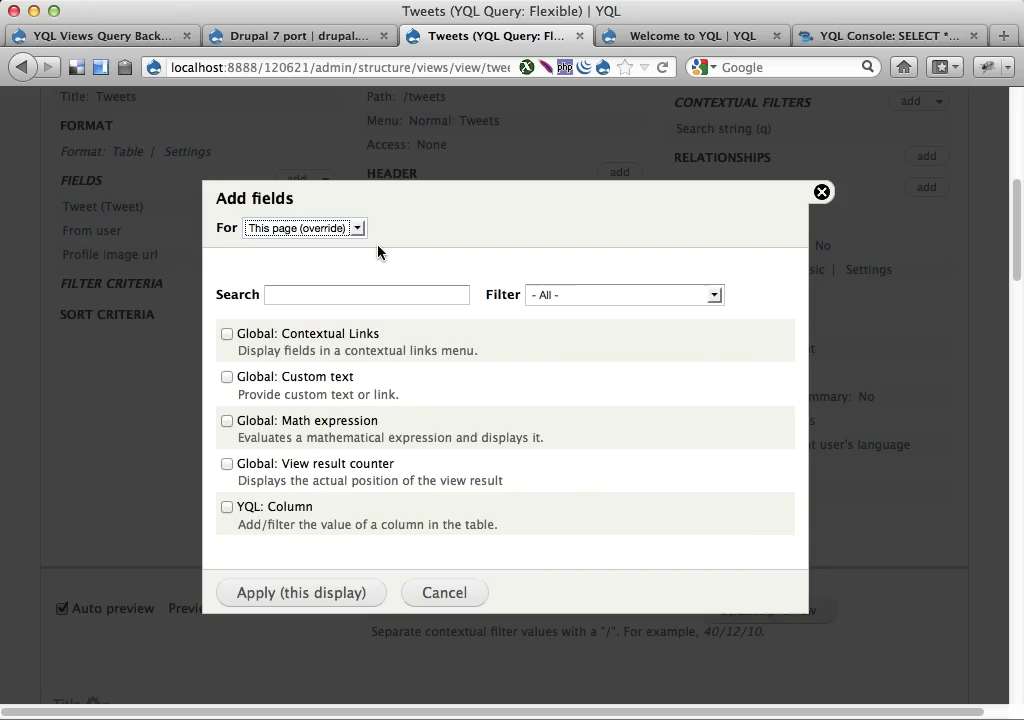 Tweets (YQL Query: Flexible) | YQL
YQL Views Query Back...
Drupal 7 port | drupal....
Tweets (YQL Query: Fl...
Welcome to YQL | YQL
YQL Console: SELECT *...
localhost:8888/120621/admin/structure/views/view/twee
php
Google
Title: Tweets
FORMAT
Format: Table | Settings
FIELDS
Tweet (Tweet)
From user
Profile image url
FILTER CRITERIA
SORT CRITERIA
Path: /tweets
Menu: Normal: Tweets
Access: None
HEADER
add
CONTEXTUAL FILTERS
add
Search string (q)
RELATIONSHIPS
add
add
No
Settings
No
user's language
Add fields
For This page (override)
Search
Filter - All -
Global: Contextual Links
Display fields in a contextual links menu.
Global: Custom text
Provide custom text or link.
Global: Math expression
Evaluates a mathematical expression and displays it.
Global: View result counter
Displays the actual position of the view result
YQL: Column
Add/filter the value of a column in the table.
Apply (this display)
Cancel
Auto preview
Separate contextual filter values with a "/". For example, 40/12/10.
Title